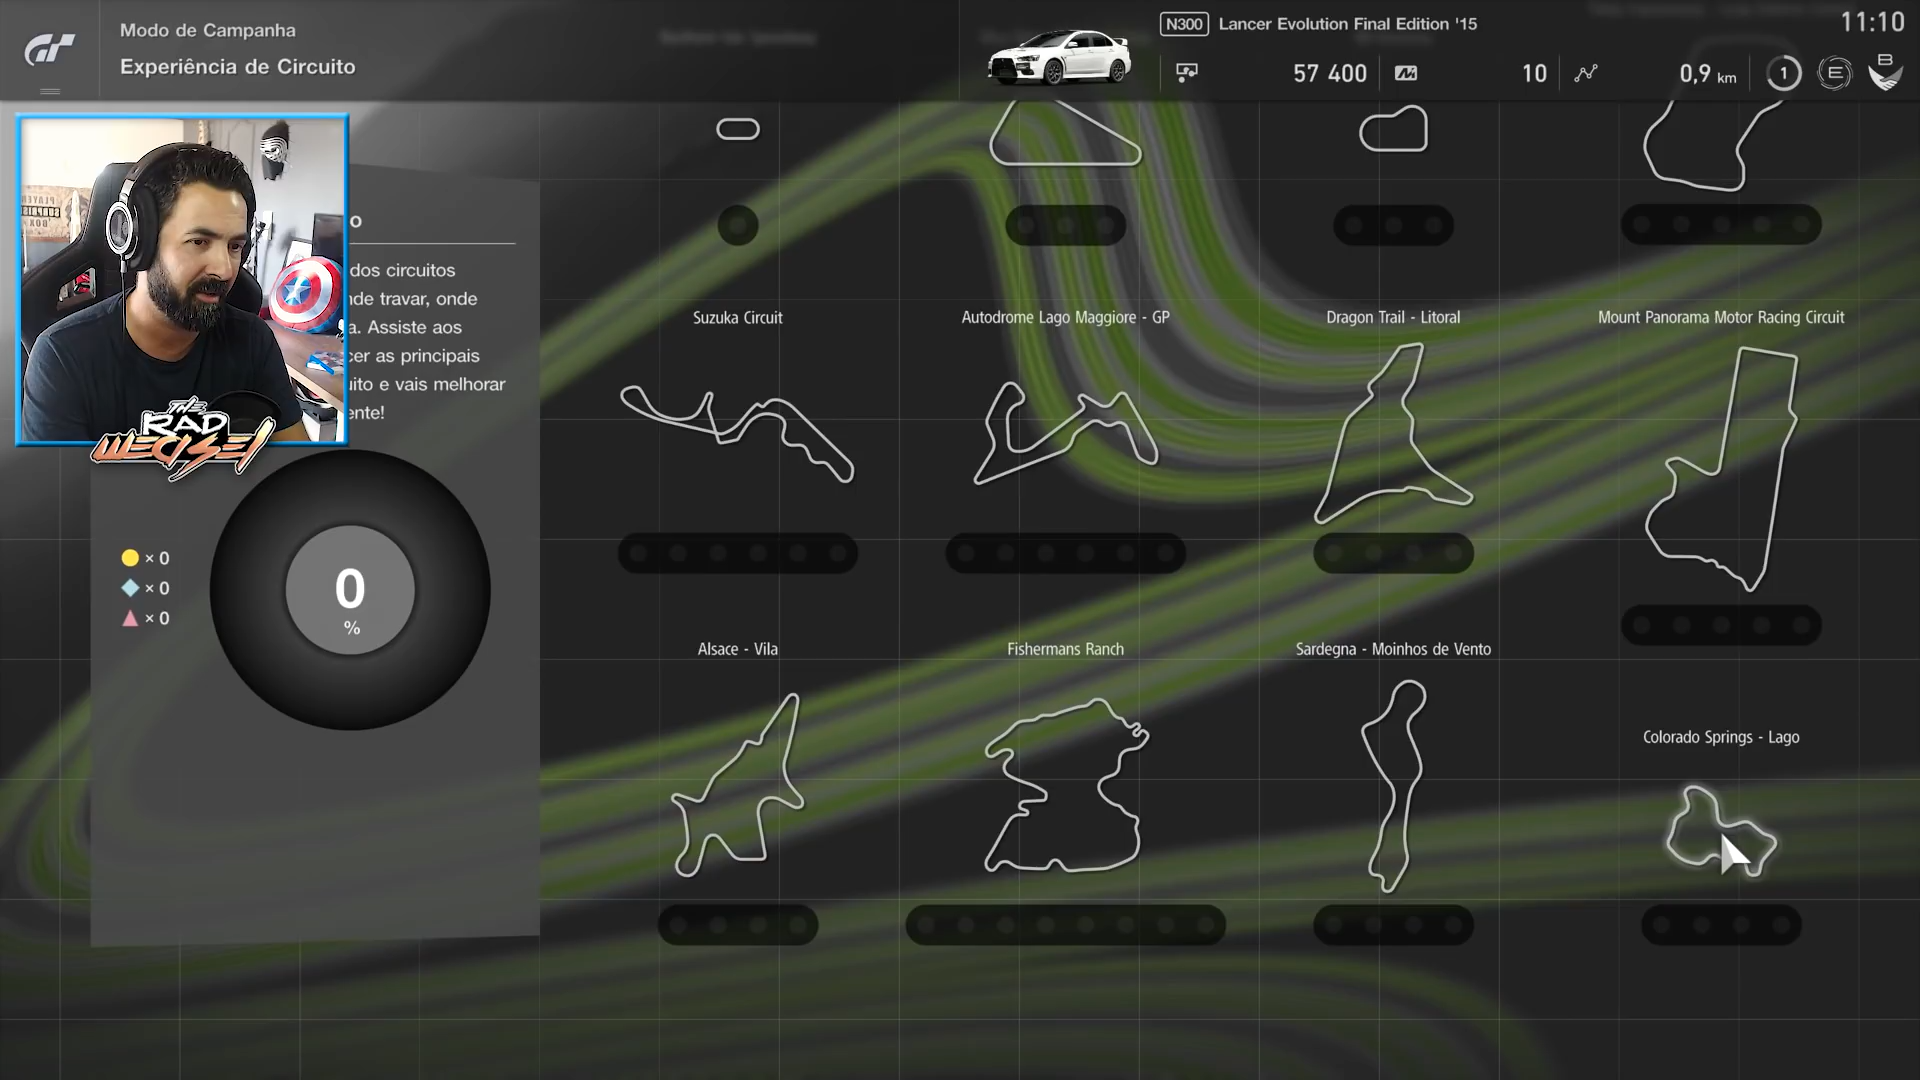 Modo de Campanha
Experiência de Circuito
N300 Lancer Evolution Final Edition '15
11:10
57 400
10
0,9 km
1
E
B
o
dos circuitos
nde travar, onde
a. Assiste aos
cer as principais
uito e vais melhorar
ente!
THE
RAD
WECISEL
× 0
× 0
× 0
0
%
Suzuka Circuit
Autodrome Lago Maggiore - GP
Dragon Trail - Litoral
Mount Panorama Motor Racing Circuit
Alsace - Vila
Fishermans Ranch
Sardegna - Moinhos de Vento
Colorado Springs - Lago